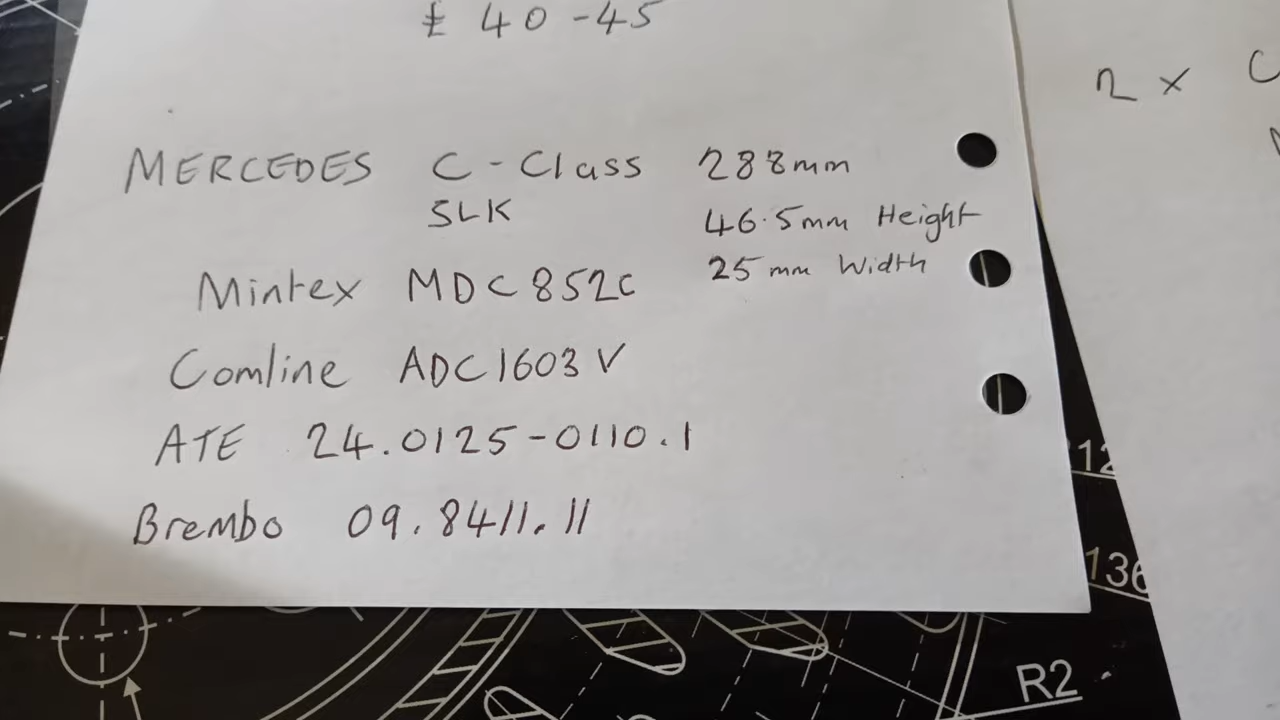 £ 40-45
2 x
MERCEDES C-Class 288mm
SLK 46.5mm Height
25mm Width
Mintex MDC852C
Comline ADC1603V
ATE 24.0125-0110.1
Brembo 09.8411.11
12
136
R2